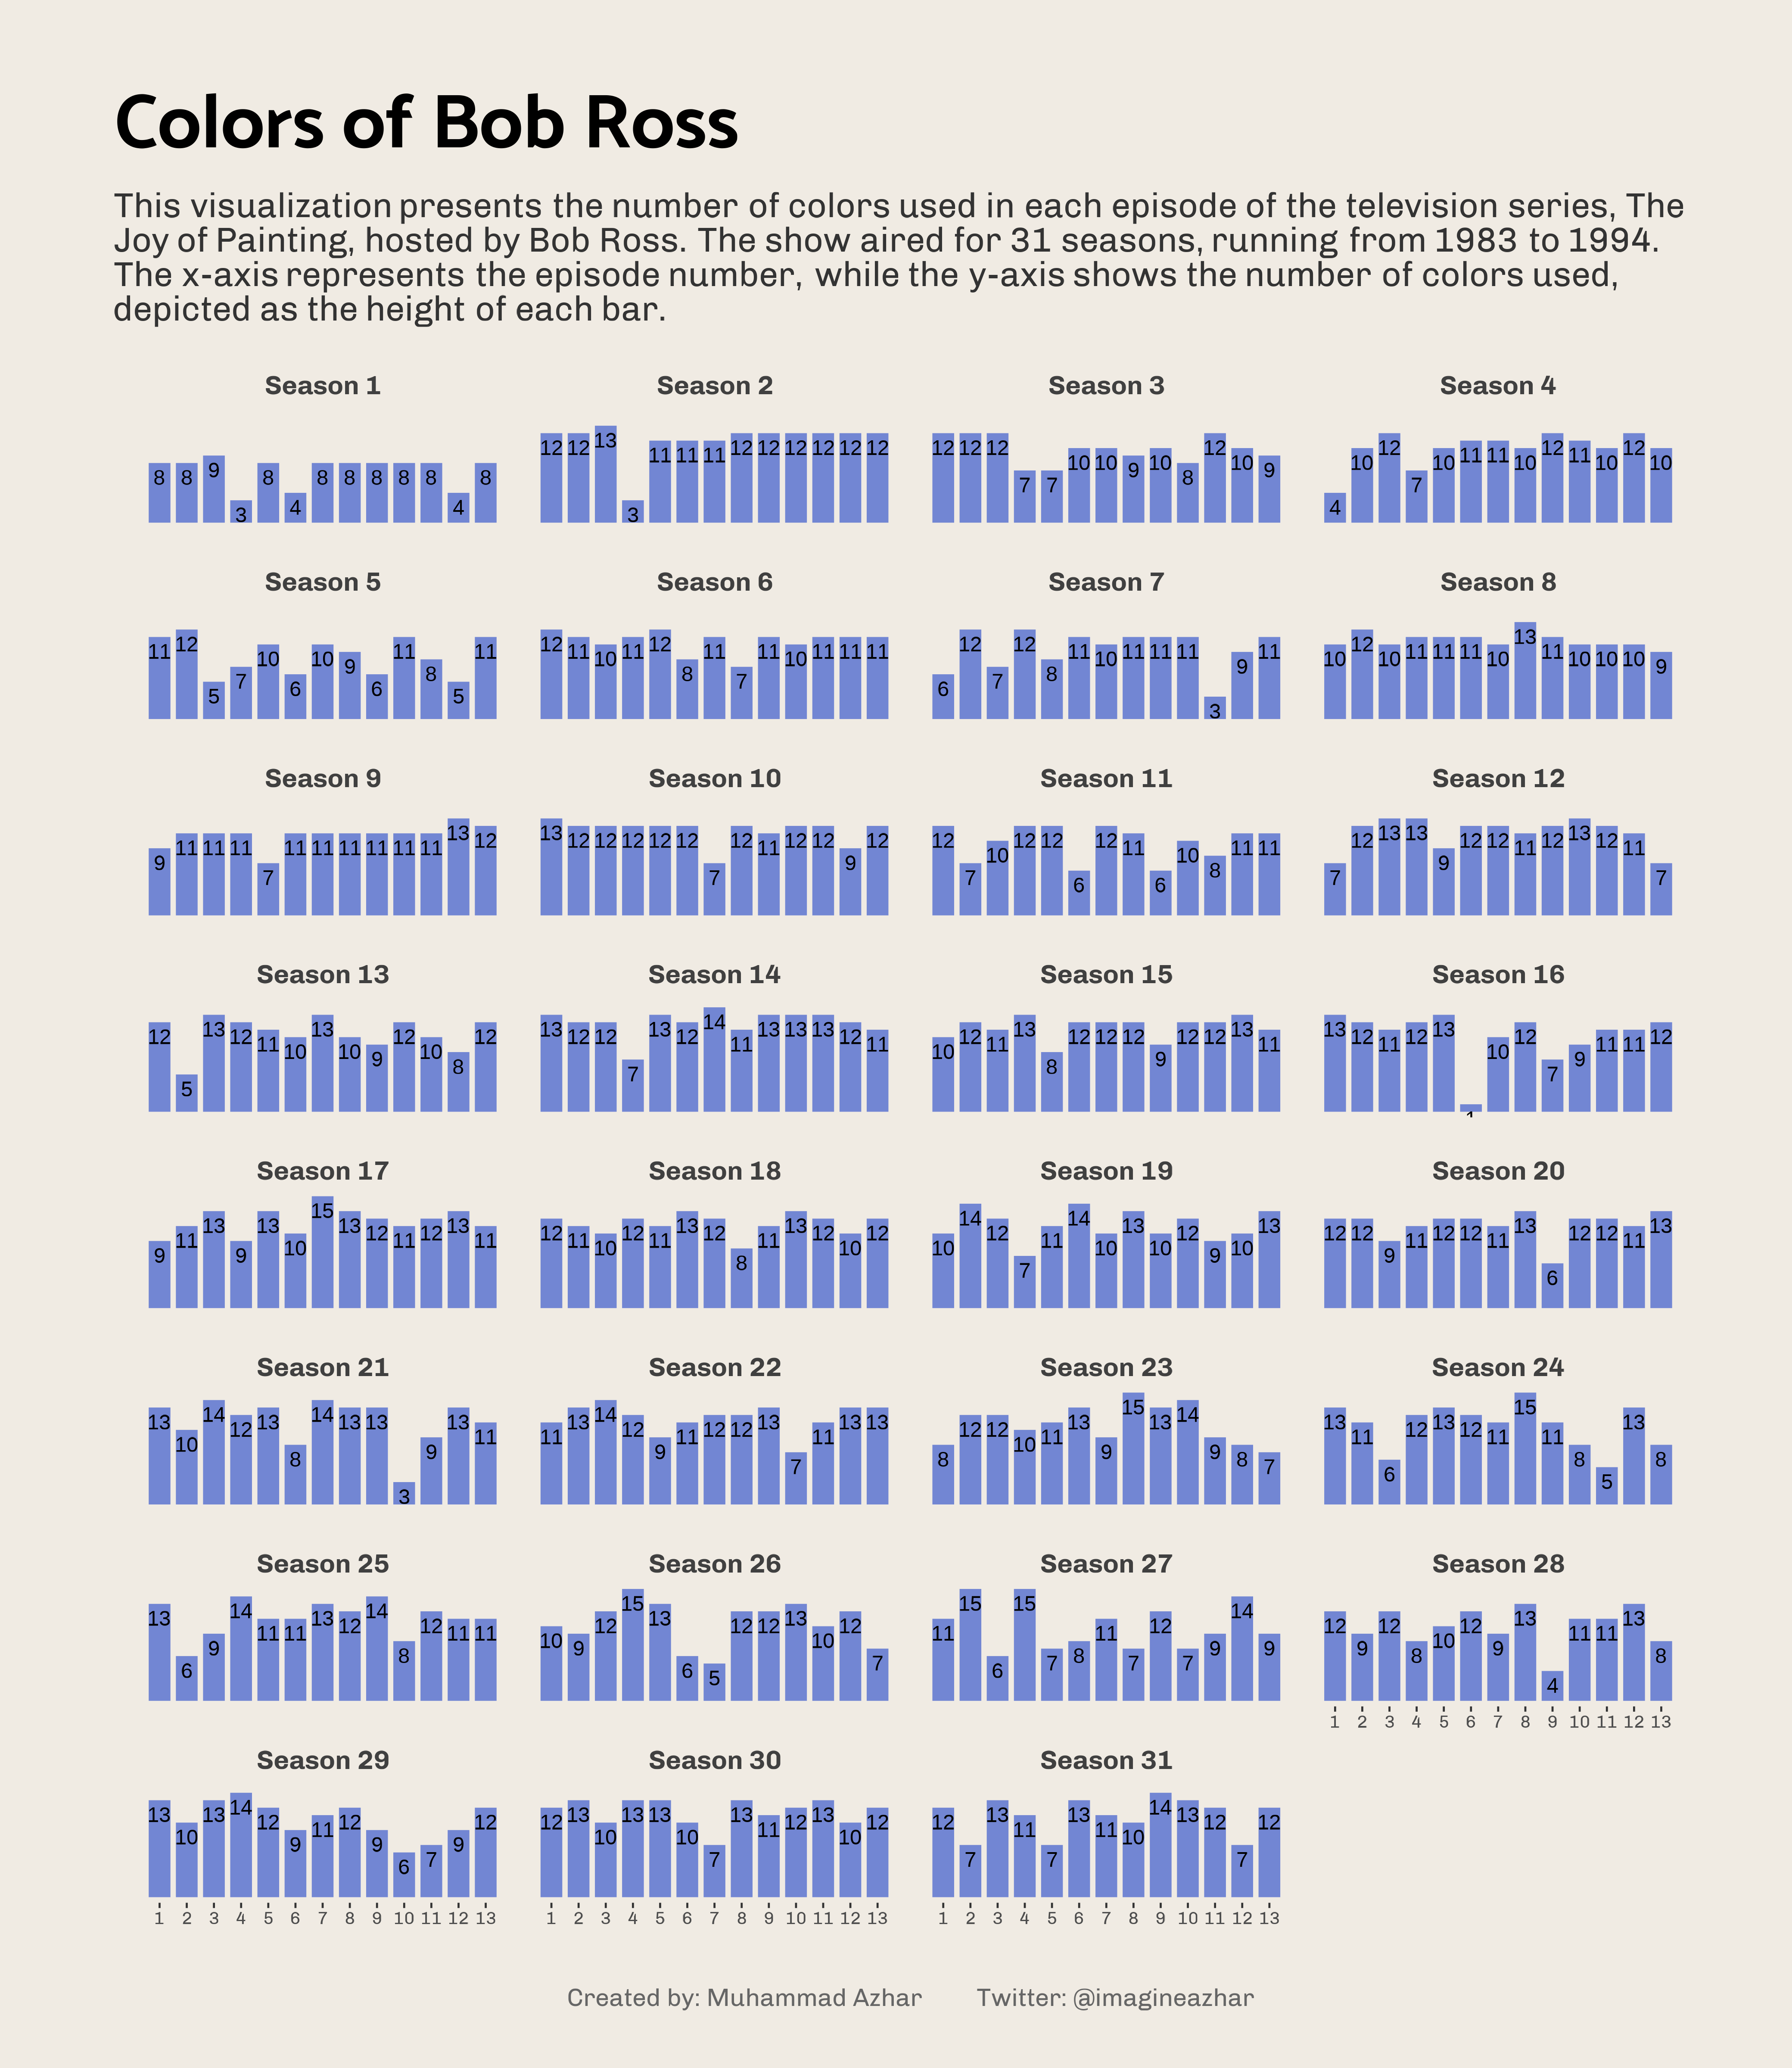 Colors of Bob Ross
This visualization presents the number of colors used in each episode of the television series, The
Joy of Painting, hosted by Bob Ross. The show aired for 31 seasons, running from 1983 to 1994.
The x-axis represents the episode number, while the y-axis shows the number of colors used,
depicted as the height of each bar.
Season 1
8 8 9 3 8 4 8 8 8 8 8 4 8
Season 2
12 12 13 3 11 11 11 12 12 12 12 12 12
Season 3
12 12 12 7 7 10 10 9 10 8 12 10 9
Season 4
4 10 12 7 10 11 11 10 12 11 10 12 10
Season 5
11 12 5 7 10 6 10 9 6 11 8 5 11
Season 6
12 11 10 11 12 8 11 7 11 10 11 11 11
Season 7
6 12 7 12 8 11 10 11 11 11 3 9 11
Season 8
10 12 10 11 11 11 10 13 11 10 10 10 9
Season 9
9 11 11 11 7 11 11 11 11 11 11 13 12
Season 10
13 12 12 12 12 12 7 12 11 12 12 9 12
Season 11
12 7 10 12 12 6 12 11 6 10 8 11 11
Season 12
7 12 13 13 9 12 12 11 12 13 12 11 7
Season 13
12 5 13 12 11 10 13 10 9 12 10 8 12
Season 14
13 12 12 7 13 12 14 11 13 13 13 12 11
Season 15
10 12 11 13 8 12 12 12 9 12 12 13 11
Season 16
13 12 11 12 13 1 10 12 7 9 11 11 12
Season 17
9 11 13 9 13 10 15 13 12 11 12 13 11
Season 18
12 11 10 12 11 13 12 8 11 13 12 10 12
Season 19
10 14 12 7 11 14 10 13 10 12 9 10 13
Season 20
12 12 9 11 12 12 11 13 6 12 12 11 13
Season 21
13 10 14 12 13 8 14 13 13 3 9 13 11
Season 22
11 13 14 12 9 11 12 12 13 7 11 13 13
Season 23
8 12 12 10 11 13 9 15 13 14 9 8 7
Season 24
13 11 6 12 13 12 11 15 11 8 5 13 8
Season 25
13 6 9 14 11 11 13 12 14 8 12 11 11
Season 26
10 9 12 15 13 6 5 12 12 13 10 12 7
Season 27
11 15 6 15 7 8 11 7 12 7 9 14 9
Season 28
12 9 12 8 10 12 9 13 4 11 11 13 8
1 2 3 4 5 6 7 8 9 10 11 12 13
Season 29
13 10 13 14 12 9 11 12 9 6 7 9 12
1 2 3 4 5 6 7 8 9 10 11 12 13
Season 30
12 13 10 13 13 10 7 13 11 12 13 10 12
1 2 3 4 5 6 7 8 9 10 11 12 13
Season 31
12 7 13 11 7 13 11 10 14 13 12 7 12
1 2 3 4 5 6 7 8 9 10 11 12 13
Created by: Muhammad Azhar Twitter: @imagineazhar